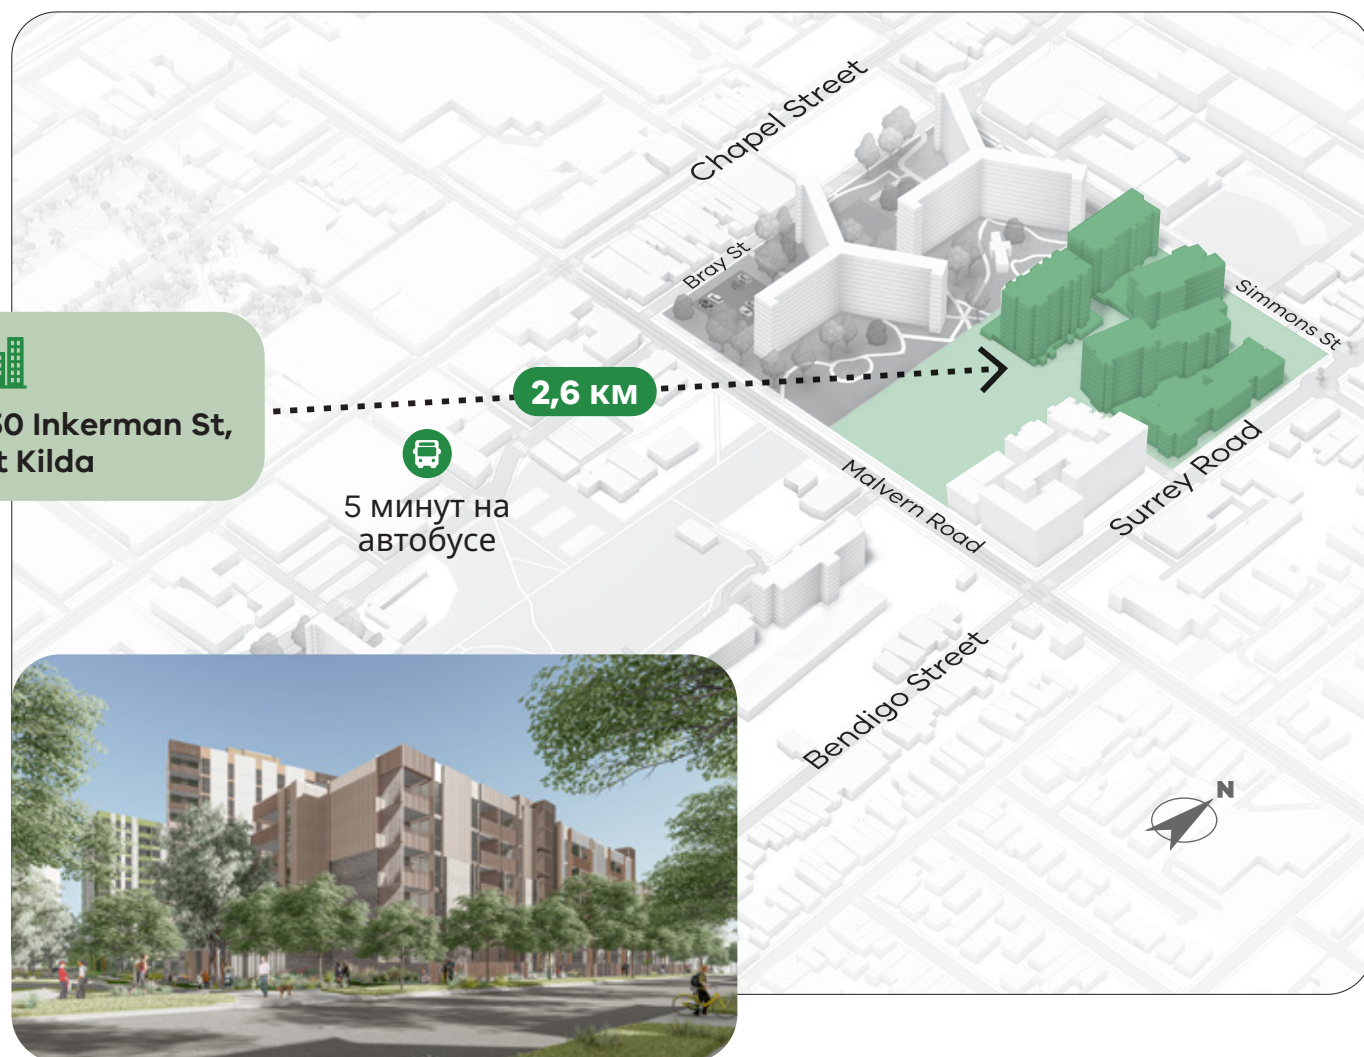 Chapel Street
Bray St
Simmons St
2,6 км
50 Inkerman St,
t Kilda
5 минут на
автобусе
Malvern Road
Surrey Road
Bendigo Street
N